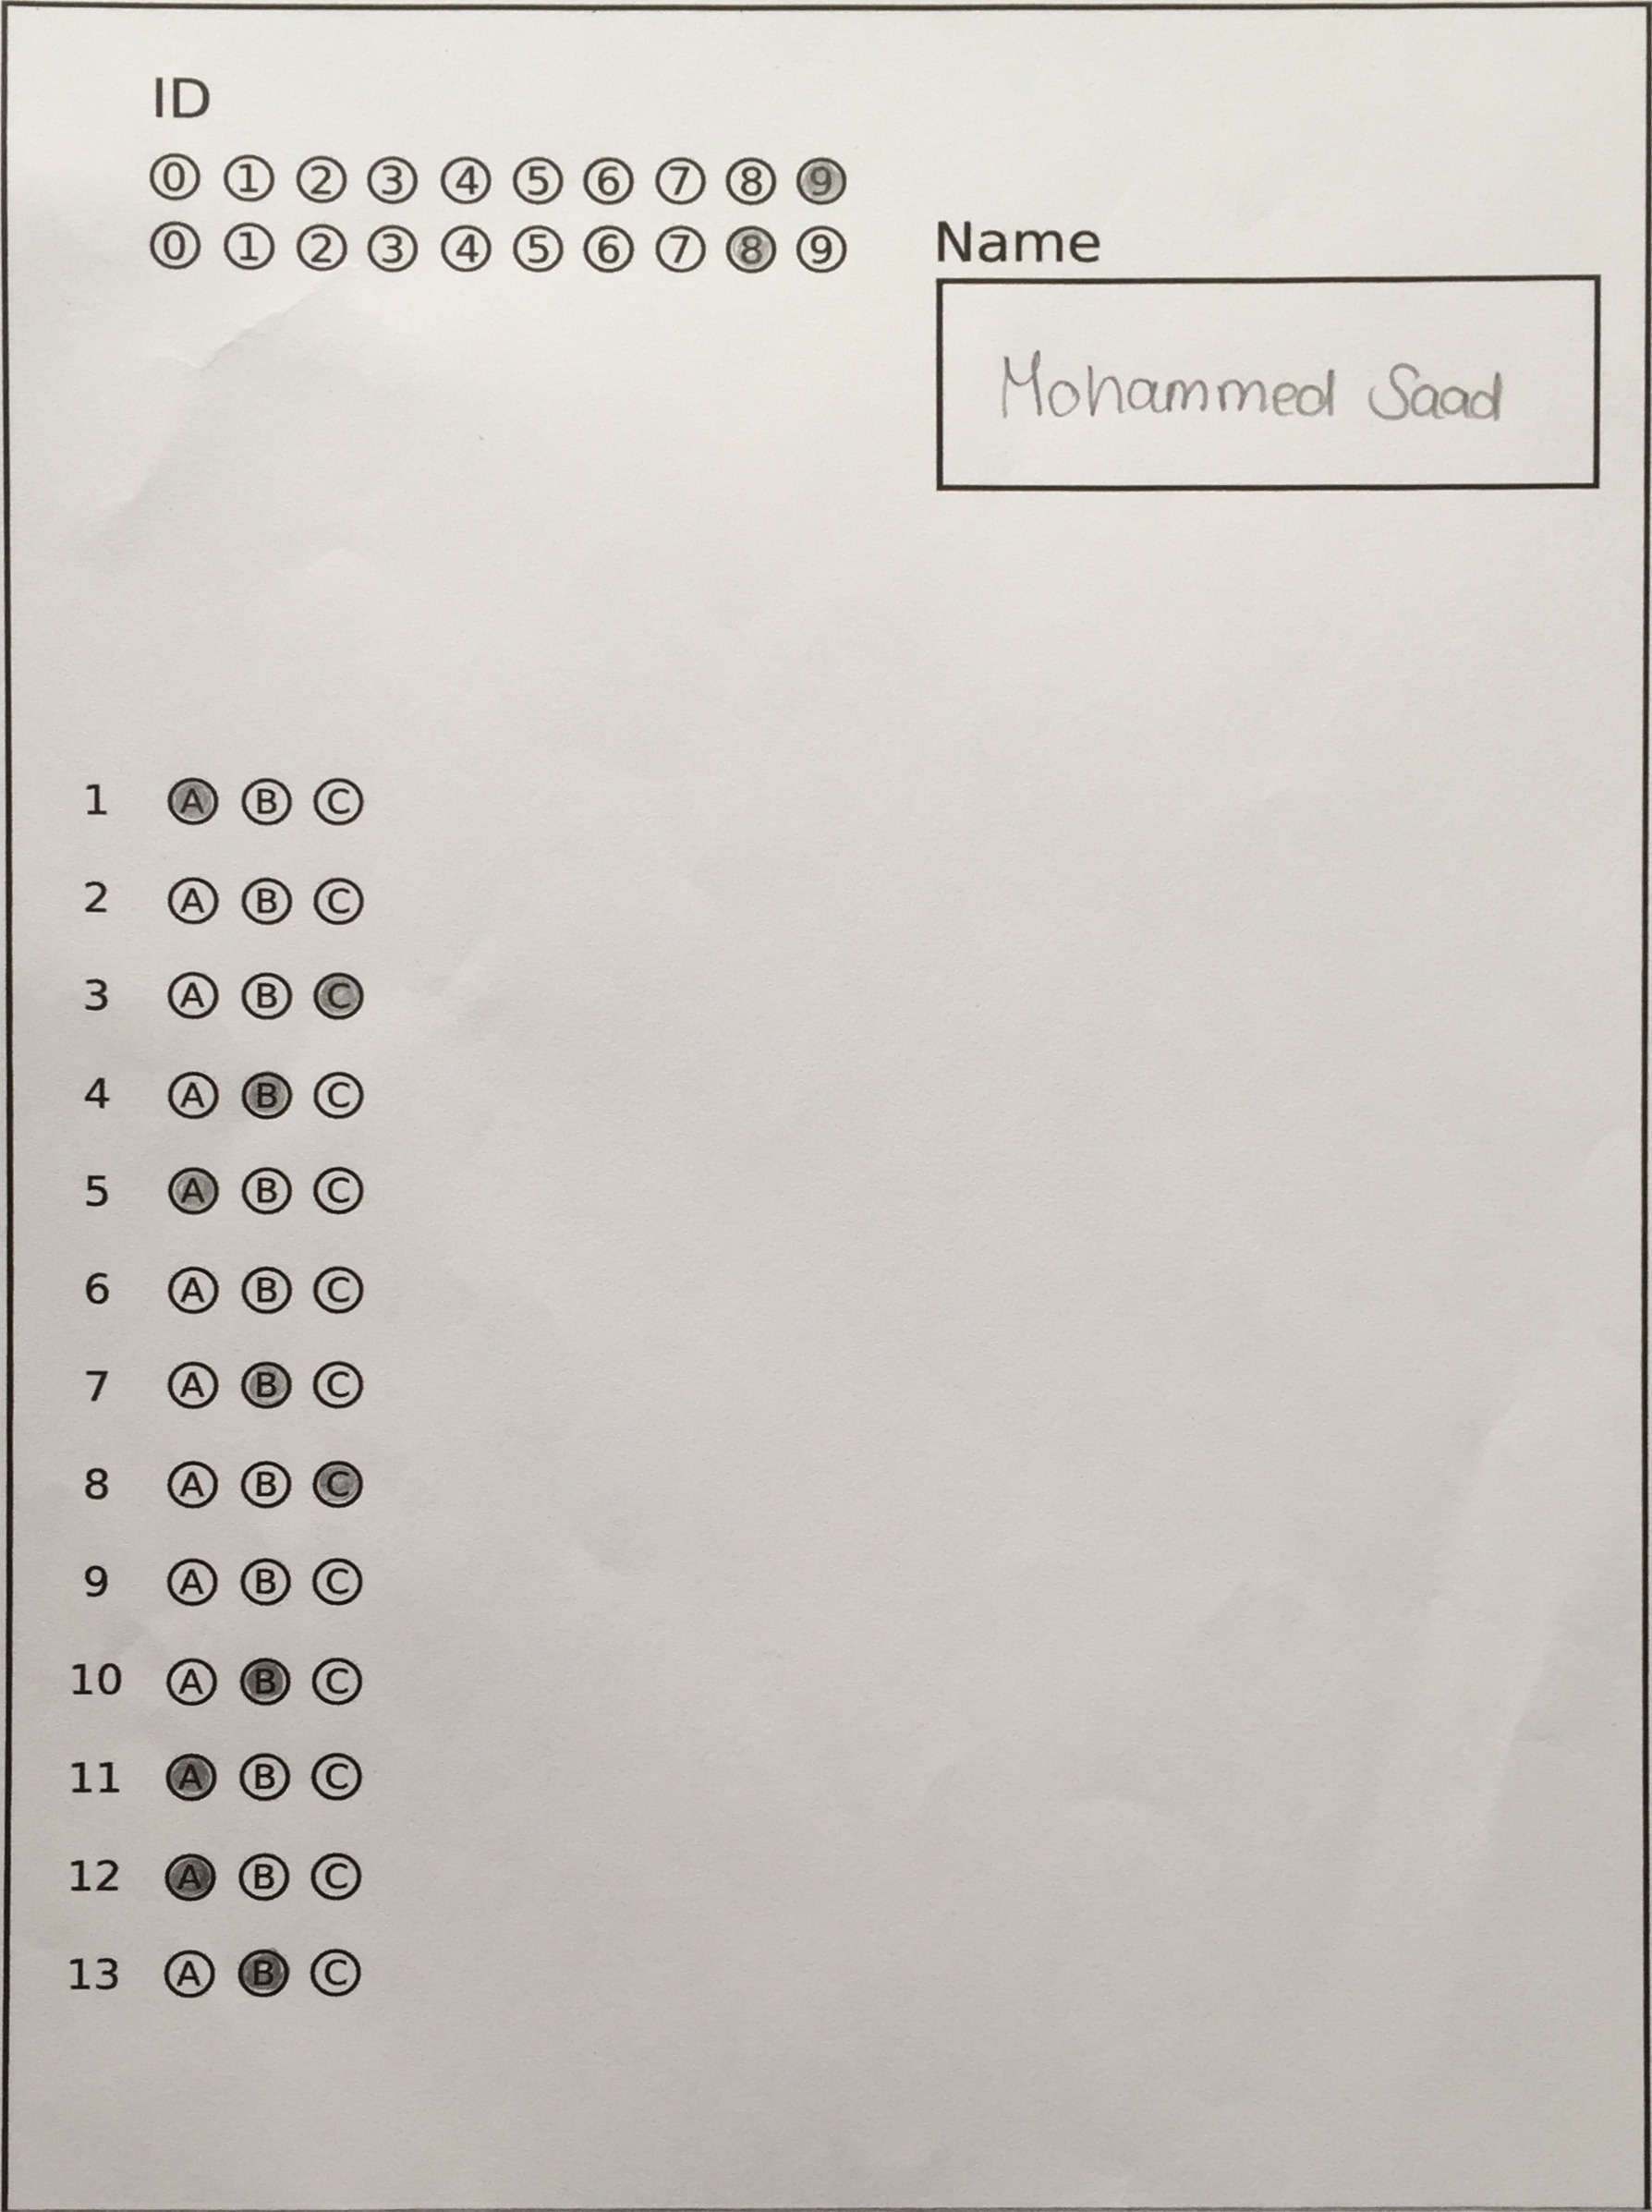 ID
0 1 2 3 4 5 6 7 8 9
0 1 2 3 4 5 6 7 8 9
Name
Mohammed Saad
1 A B C
2 A B C
3 A B C
4 A B C
5 A B C
6 A B C
7 A B C
8 A B C
9 A B C
10 A B C
11 A B C
12 A B C
13 A B C